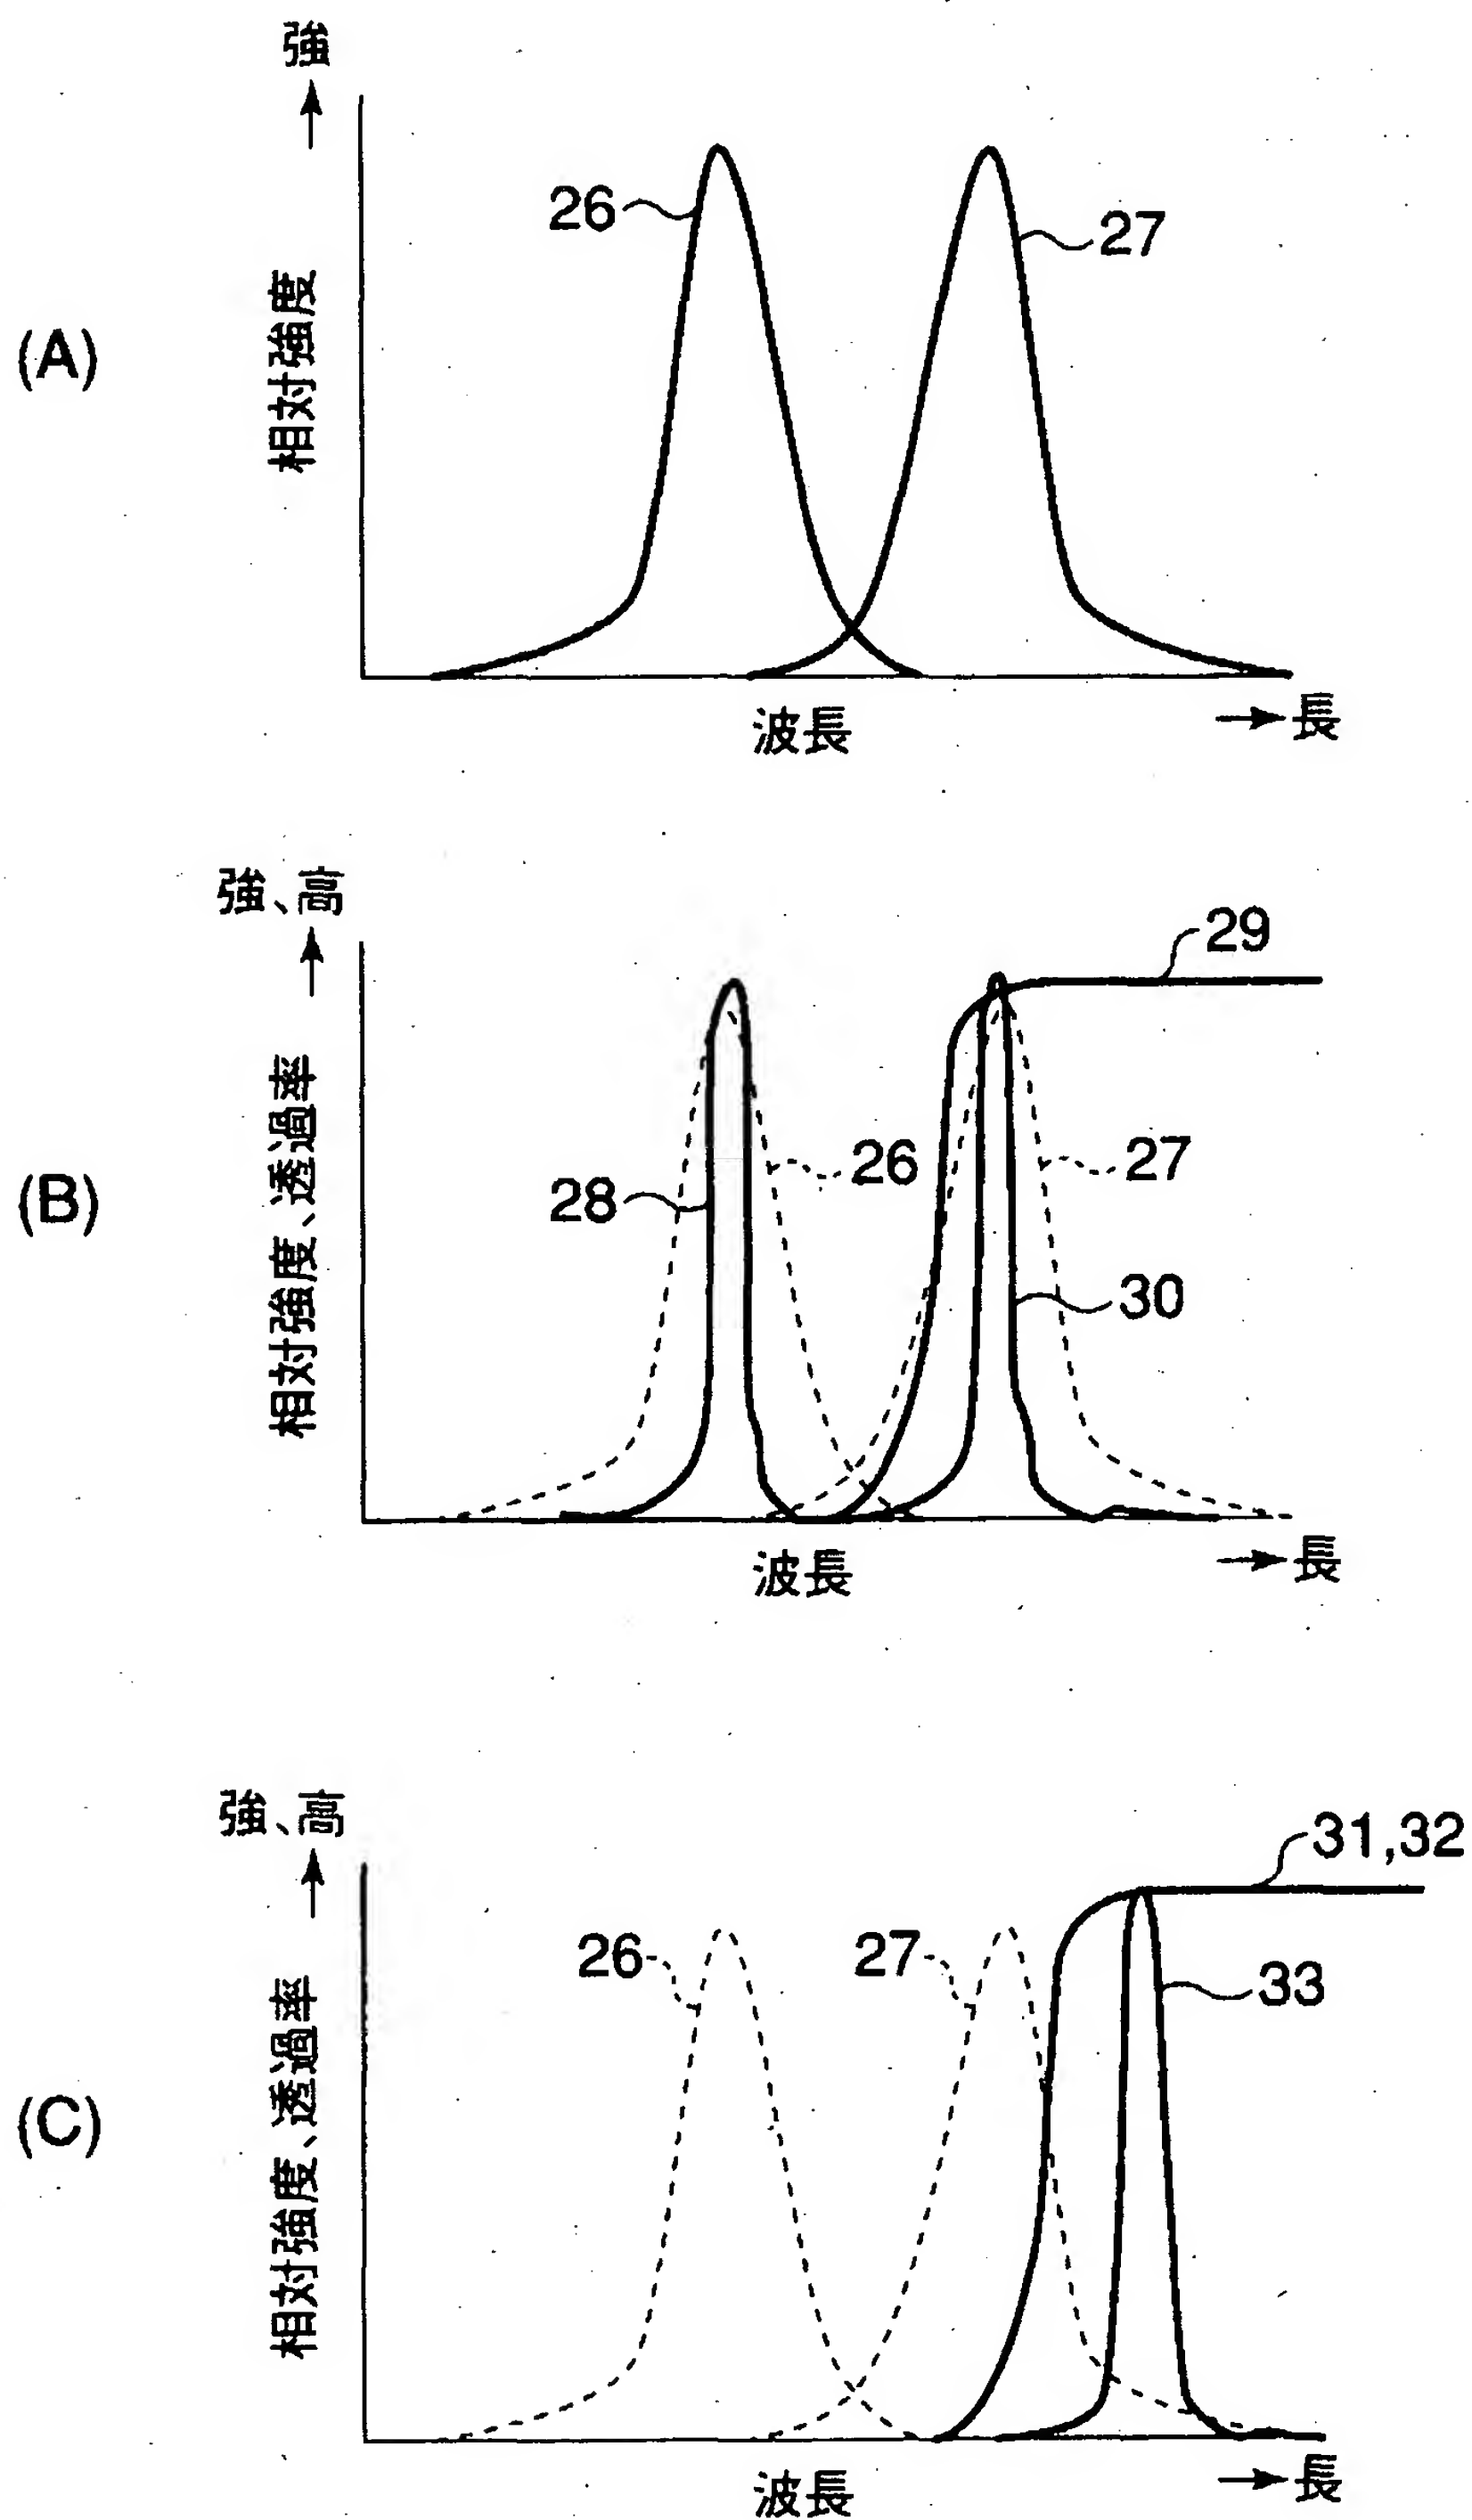 (A)
強
相対強度
26
27
波長
→長
(B)
強、高
相対強度、透過率
29
26
27
28
30
波長
→長
(C)
強、高
相対強度、透過率
31,32
26
27
33
波長
→長